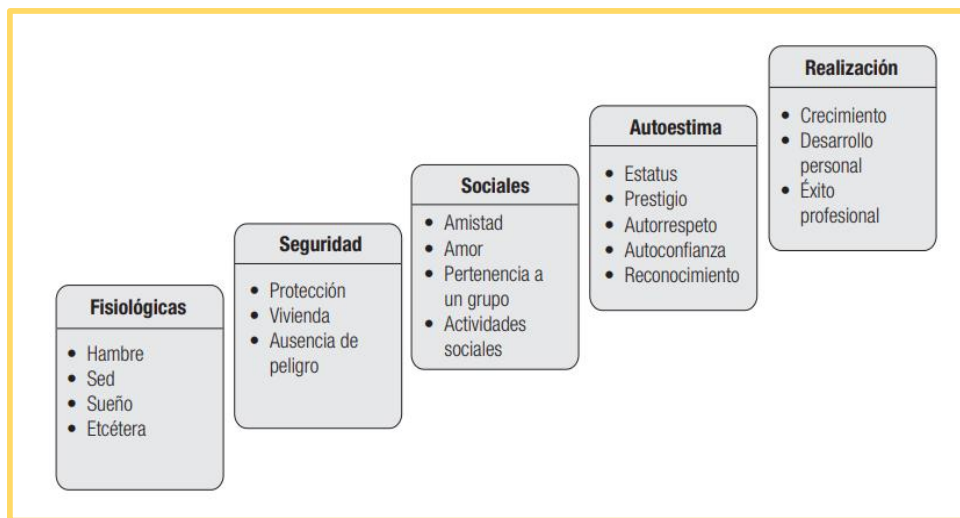 Fisiológicas
• Hambre
• Sed
• Sueño
• Etcétera
Seguridad
• Protección
• Vivienda
• Ausencia de
peligro
Sociales
• Amistad
• Amor
• Pertenencia a
un grupo
• Actividades
sociales
Autoestima
• Estatus
• Prestigio
• Autorrespeto
• Autoconfianza
• Reconocimiento
Realización
• Crecimiento
• Desarrollo
personal
• Éxito
profesional